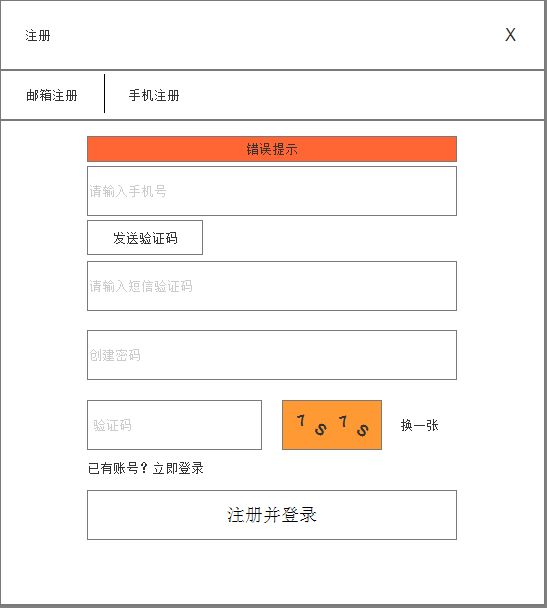 注册 X
邮箱注册 手机注册
错误提示
请输入手机号
发送验证码
请输入短信验证码
创建密码
验证码 7S7S 换一张
已有账号？立即登录
注册并登录